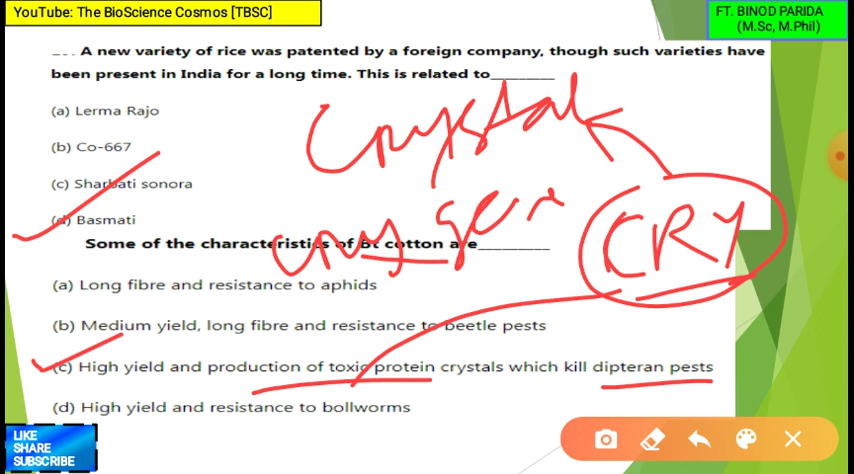 YouTube: The BioScience Cosmos [TBSC]
FT. BINOD PARIDA
(M.Sc, M.Phil)
A new variety of rice was patented by a foreign company, though such varieties have
been present in India for a long time. This is related to________
(a) Lerma Rajo
(b) Co-667
(c) Sharbati sonora
(d) Basmati
Crystal
cry gene
CRY
Some of the characteristics of Bt cotton are_________
(a) Long fibre and resistance to aphids
(b) Medium yield, long fibre and resistance to beetle pests
(c) High yield and production of toxic protein crystals which kill dipteran pests
(d) High yield and resistance to bollworms
LIKE
SHARE
SUBSCRIBE